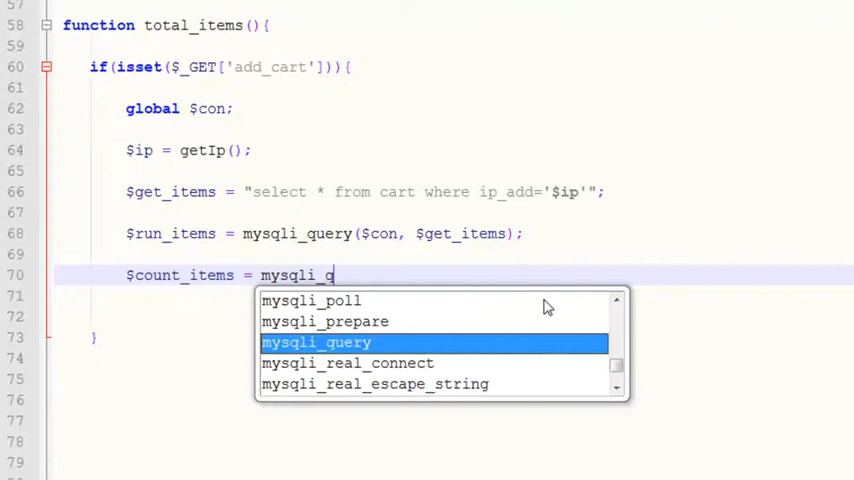 57
58 function total_items(){
59
60 if(isset($_GET['add_cart'])){
61
62 global $con;
63
64 $ip = getIp();
65
66 $get_items = "select * from cart where ip_add='$ip'";
67
68 $run_items = mysqli_query($con, $get_items);
69
70 $count_items = mysqli_q
71 mysqli_poll
72 mysqli_prepare
73 } mysqli_query
74 mysqli_real_connect
75 mysqli_real_escape_string
76
77
78
79